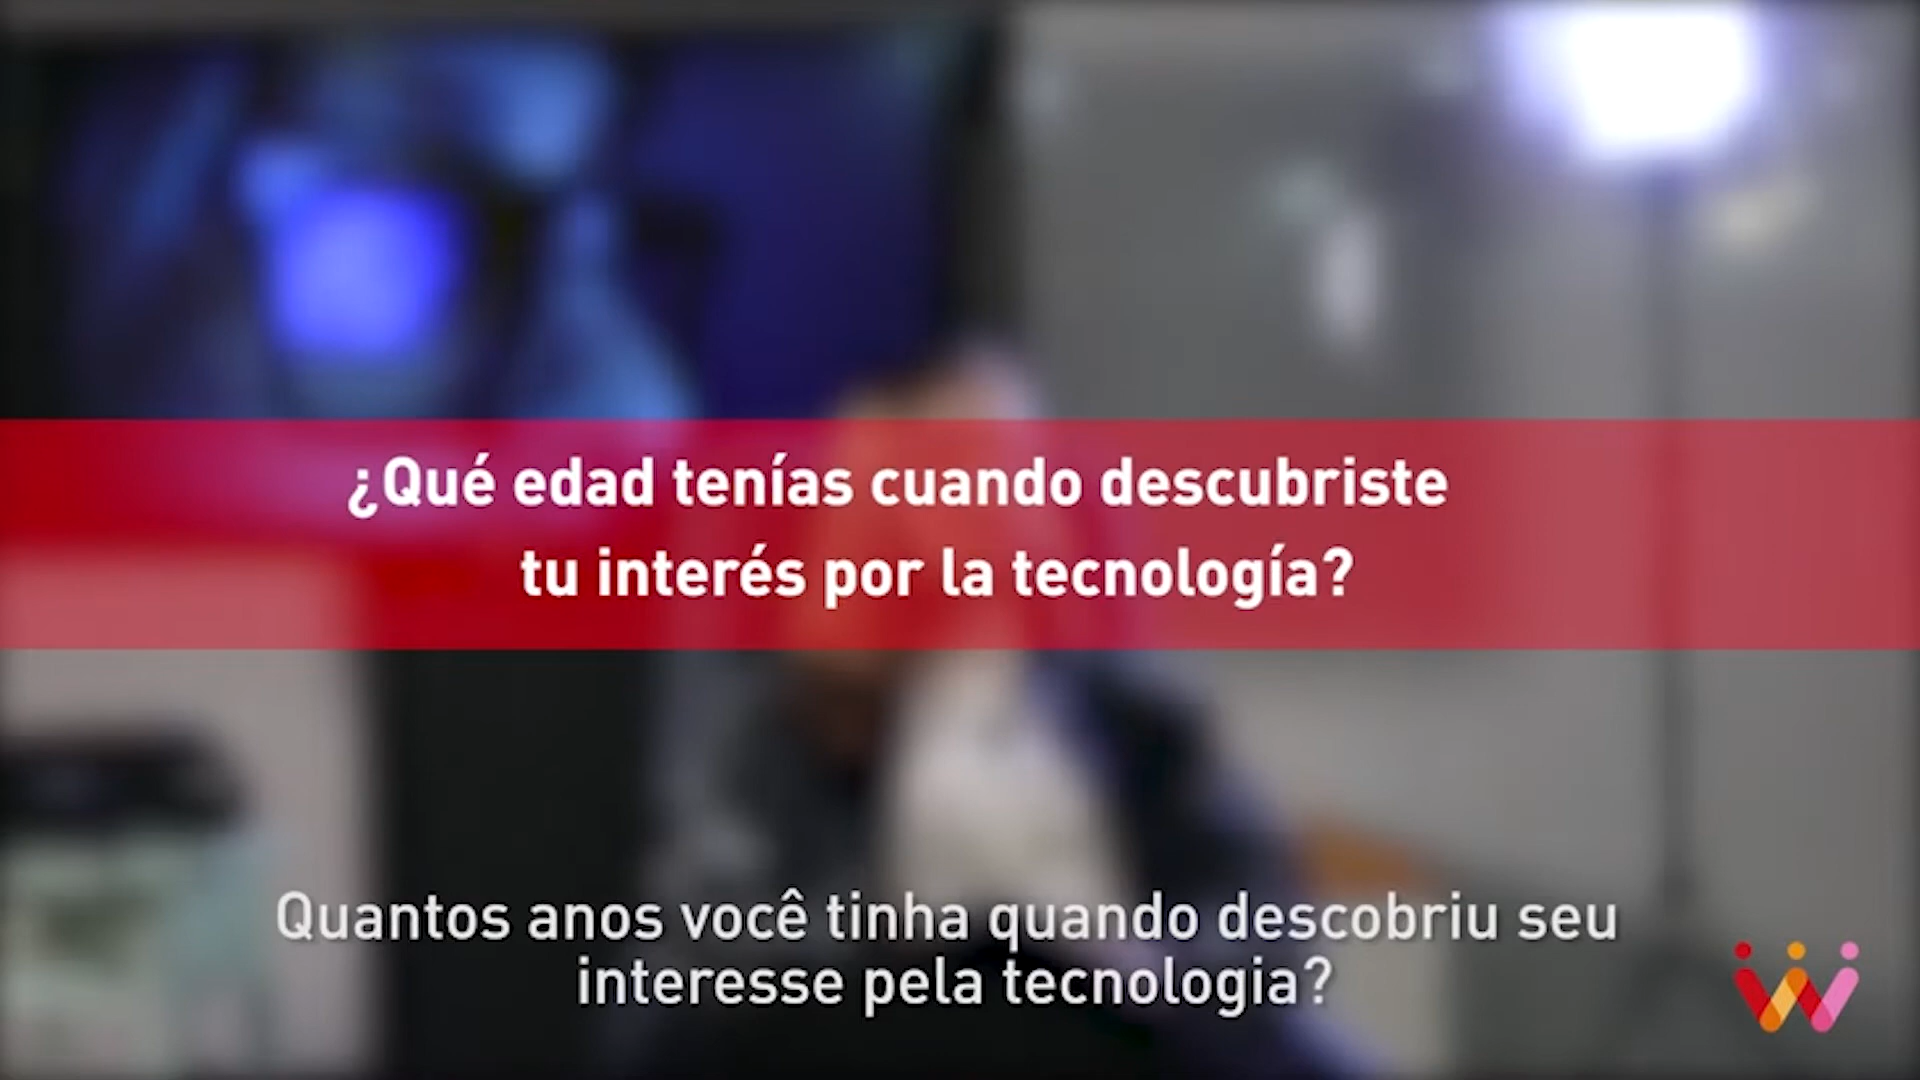 ¿Qué edad tenías cuando descubriste
tu interés por la tecnología?
Quantos anos você tinha quando descobriu seu
interesse pela tecnologia?